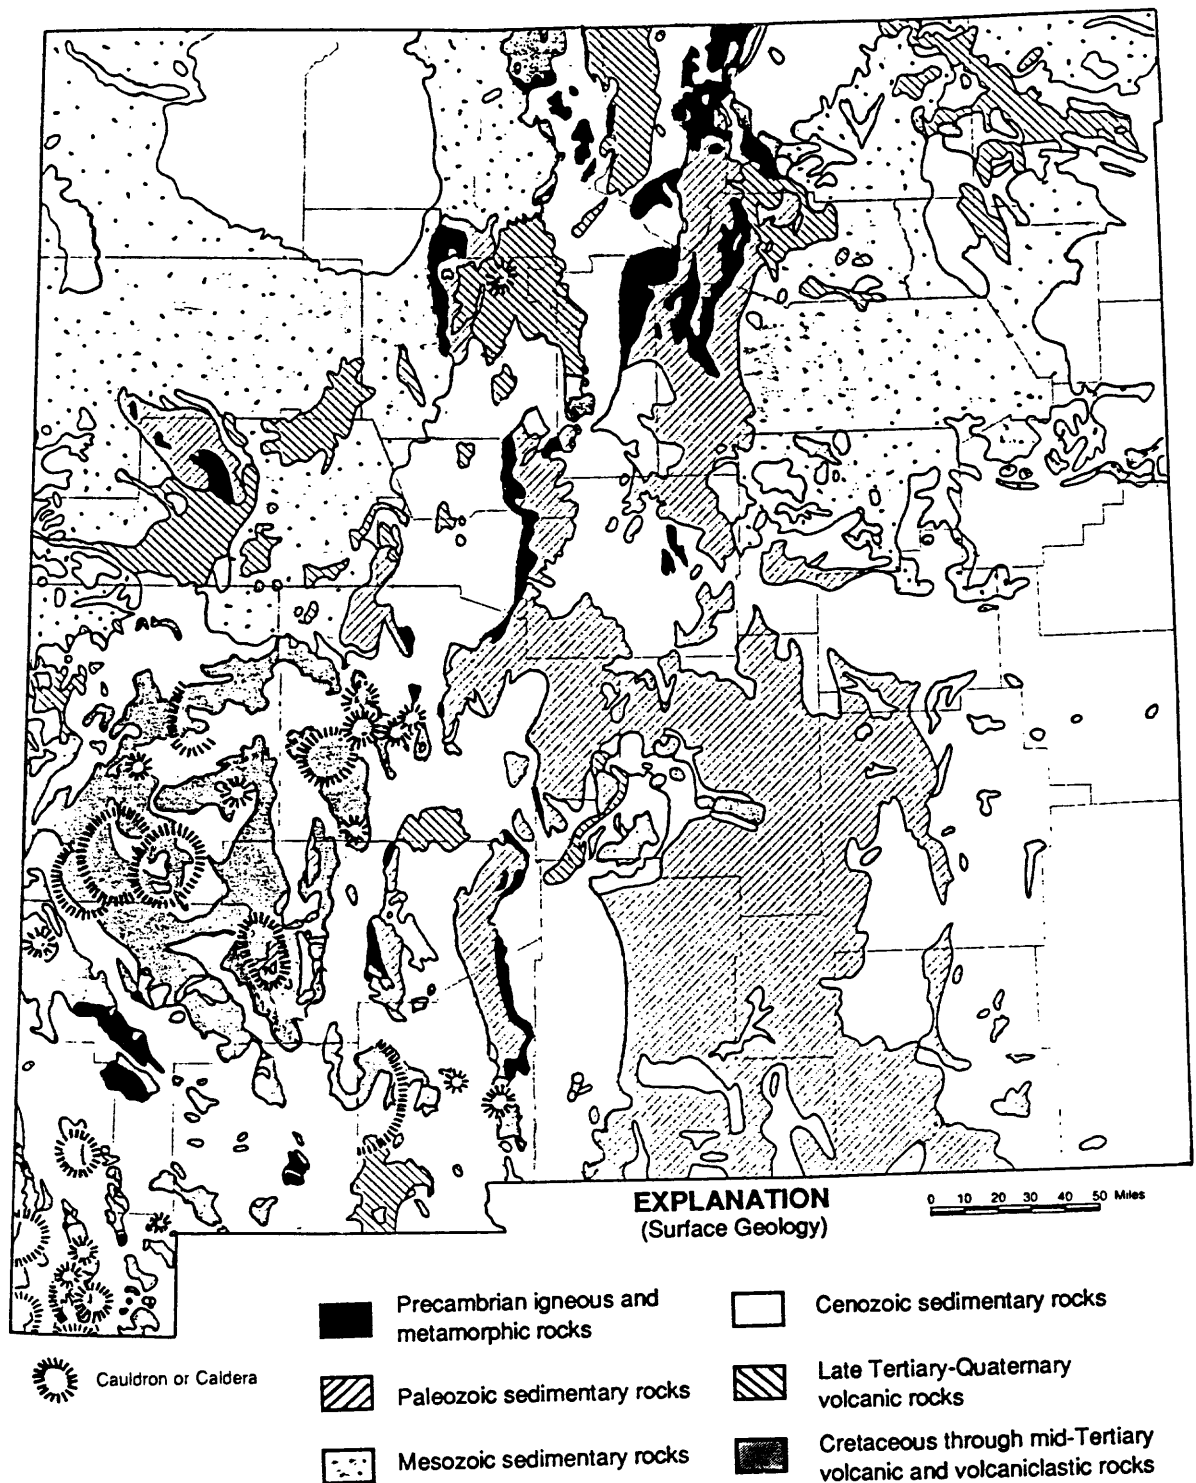 EXPLANATION
(Surface Geology)
0 10 20 30 40 50 Miles
Precambrian igneous and
metamorphic rocks
Cenozoic sedimentary rocks
Cauldron or Caldera
Paleozoic sedimentary rocks
Late Tertiary-Quaternary
volcanic rocks
Mesozoic sedimentary rocks
Cretaceous through mid-Tertiary
volcanic and volcaniclastic rocks